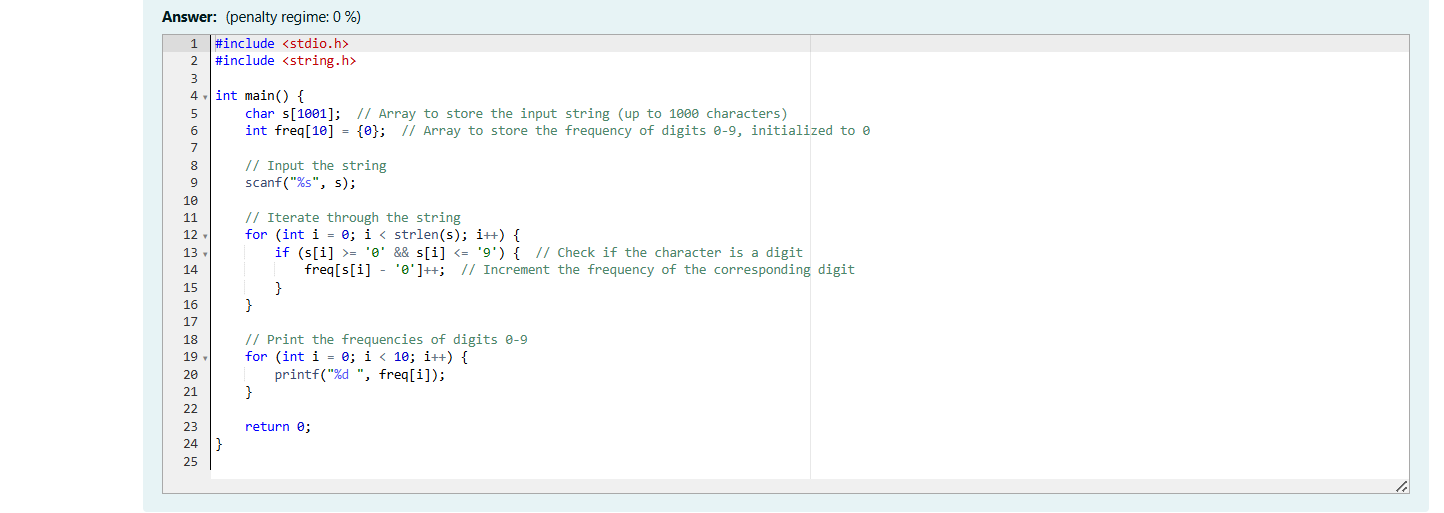 Answer: (penalty regime: 0 %)
1 #include <stdio.h>
2 #include <string.h>
3
4 int main() {
5     char s[1001];  // Array to store the input string (up to 1000 characters)
6     int freq[10] = {0};  // Array to store the frequency of digits 0-9, initialized to 0
7
8     // Input the string
9     scanf("%s", s);
10
11     // Iterate through the string
12     for (int i = 0; i < strlen(s); i++) {
13         if (s[i] >= '0' && s[i] <= '9') {  // Check if the character is a digit
14             freq[s[i] - '0']++;  // Increment the frequency of the corresponding digit
15         }
16     }
17
18     // Print the frequencies of digits 0-9
19     for (int i = 0; i < 10; i++) {
20         printf("%d ", freq[i]);
21     }
22
23     return 0;
24 }
25